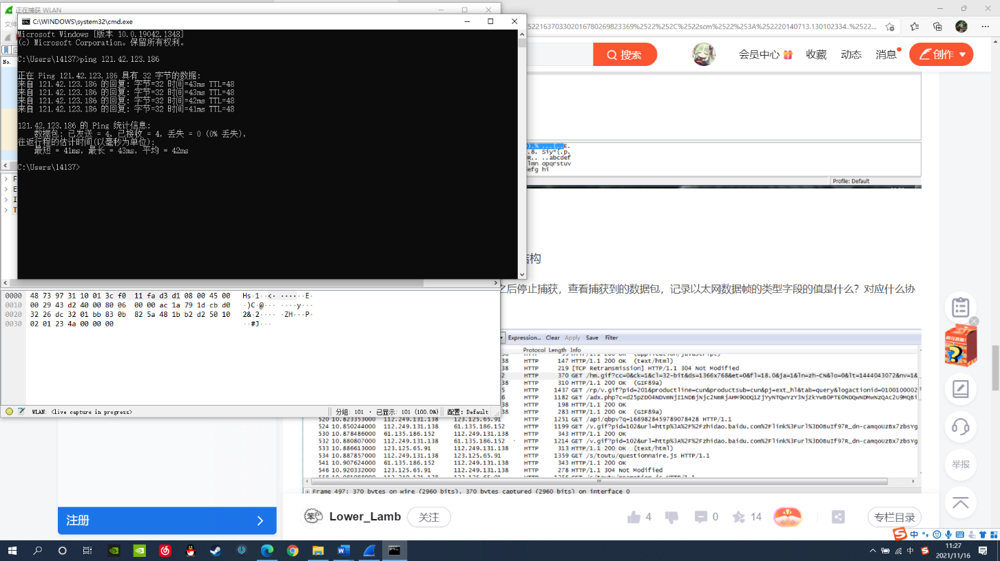 正在捕获 WLAN
C:\WINDOWS\system32\cmd.exe
Microsoft Windows [版本 10.0.19042.1348]
(c) Microsoft Corporation。保留所有权利。
C:\Users\14137>ping 121.42.123.186
正在 Ping 121.42.123.186 具有 32 字节的数据:
来自 121.42.123.186 的回复: 字节=32 时间=43ms TTL=48
来自 121.42.123.186 的回复: 字节=32 时间=43ms TTL=48
来自 121.42.123.186 的回复: 字节=32 时间=42ms TTL=48
来自 121.42.123.186 的回复: 字节=32 时间=41ms TTL=48
121.42.123.186 的 Ping 统计信息:
数据包: 已发送 = 4，已接收 = 4，丢失 = 0 (0% 丢失)，
往返行程的估计时间(以毫秒为单位):
最短 = 41ms，最长 = 43ms，平均 = 42ms
C:\Users\14137>
No.
0000 48 73 97 31 10 01 3c f0 11 fa d3 d1 08 00 45 00 Hs·1··<· ······E·
0010 00 29 43 d2 40 00 80 06 00 00 ac 1a 79 1d cb d0 ·)C·@··· ····y···
0020 32 26 dc 32 01 bb 83 0b 82 5a 48 1b b2 d2 50 10 2&·2···· ·ZH···P·
0030 02 01 23 4a 00 00 00 ··#J···
WLAN: <live capture in progress>
分组: 101 · 已显示: 101 (100.0%)
配置: Default
搜索
会员中心
收藏
动态
消息
创作
.8. Siy"{.p.
R.. ..abcdef
lmn opqrstuv
efg hi
Profile: Default
结构
之后停止捕获，查看捕获到的数据包，记录以太网数据帧的类型字段的值是什么？对应什么协
Expression... Clear Apply Save Filter
Protocol Length Info
HTTP 147 HTTP/1.1 200 OK (text/html)
HTTP 219 [TCP Retransmission] HTTP/1.1 304 Not Modified
HTTP 370 GET /hm.gif?cc=0&ck=1&cl=32-bit&ds=1366x768&et=0&fl=18.0&ja=1&ln=zh-CN&lo=0&lt=1444043072&nv=1&
HTTP 310 HTTP/1.1 200 OK (GIF89a)
HTTP 1437 GET /rp/v.gif?pid=201&productline=cun&productsub=cun&pj=ext_hl&tab=query&logactionid=0100100002
HTTP 198 HTTP/1.1 200 OK
HTTP 283 HTTP/1.1 200 OK (GIF89a)
520 10.823353000 112.249.131.138 123.125.65.91 HTTP 1251 GET /api/qbpv?q=1689828459789078428 HTTP/1.1
524 10.850244000 112.249.131.138 61.135.186.152 HTTP 1199 GET /v.gif?pid=102&url=http%3A%2F%2Fzhidao.baidu.com%2Flink%3Furl%3DOBuIf97R_dn-camqoUzBx7zbsYg
530 10.878486000 61.135.186.152 112.249.131.138 HTTP 343 HTTP/1.1 200 OK
532 10.880807000 112.249.131.138 61.135.186.152 HTTP 1214 GET /v.gif?pid=102&url=http%3A%2F%2Fzhidao.baidu.com%2Flink%3Furl%3DOBuIf97R_dn-camqoUzBx7zbsYg
533 10.886613000 123.125.65.91 112.249.131.138 HTTP 313 HTTP/1.1 200 OK (text/html)
534 10.887857000 112.249.131.138 123.125.65.91 HTTP 1359 GET /s/toutu/questionnaire.js HTTP/1.1
541 10.907624000 61.135.186.152 112.249.131.138 HTTP 343 HTTP/1.1 200 OK
546 10.920332000 123.125.65.91 112.249.131.138 HTTP 278 HTTP/1.1 304 Not Modified
Frame 497: 370 bytes on wire (2960 bits), 370 bytes captured (2960 bits) on interface 0
举报
注册
笨
Lower_Lamb
关注
4
0
14
专栏目录
中
中
11:27
2021/11/16